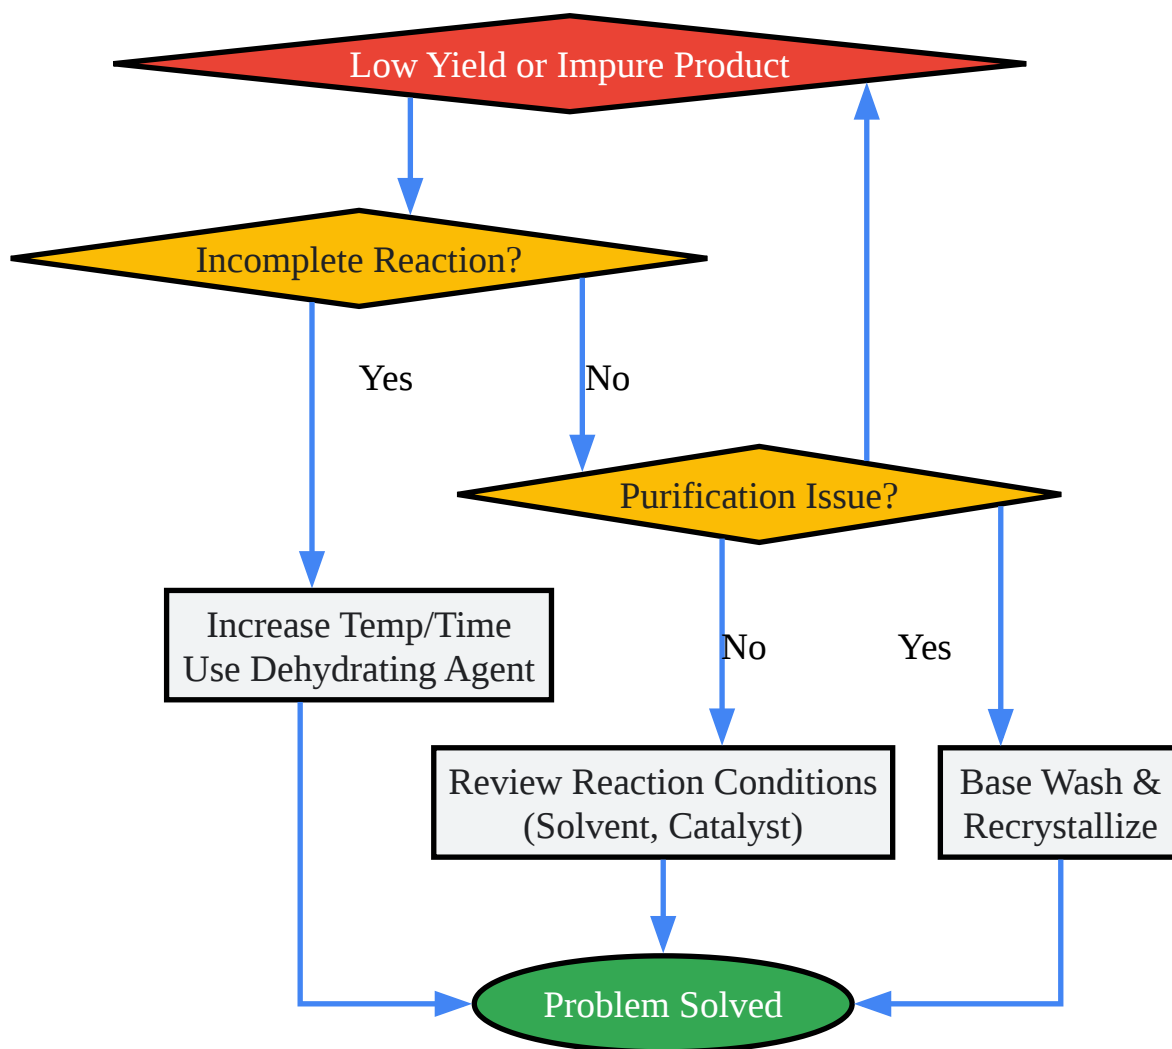 Low Yield or Impure Product
Incomplete Reaction?
Yes
No
Purification Issue?
Increase Temp/Time
Use Dehydrating Agent
No
Yes
Review Reaction Conditions
(Solvent, Catalyst)
Base Wash &
Recrystallize
Problem Solved